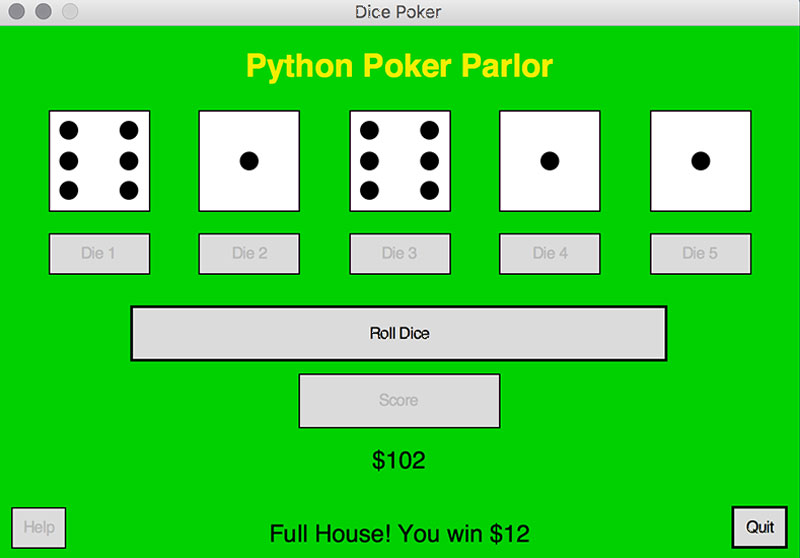 Dice Poker
Python Poker Parlor
Die 1 Die 2 Die 3 Die 4 Die 5
Roll Dice
Score
$102
Help Full House! You win $12 Quit